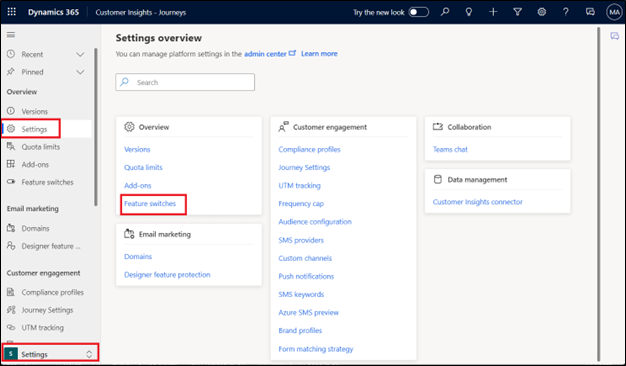 Dynamics 365
Customer Insights - Journeys
Try the new look
MA
Recent
Pinned
Overview
Versions
Settings
Quota limits
Add-ons
Feature switches
Email marketing
Domains
Designer feature ...
Customer engagement
Compliance profiles
Journey Settings
UTM tracking
S
Settings
Settings overview
You can manage platform settings in the admin center Learn more
Search
Overview
Versions
Quota limits
Add-ons
Feature switches
Email marketing
Domains
Designer feature protection
Customer engagement
Compliance profiles
Journey Settings
UTM tracking
Frequency cap
Audience configuration
SMS providers
Custom channels
Push notifications
SMS keywords
Azure SMS preview
Brand profiles
Form matching strategy
Collaboration
Teams chat
Data management
Customer Insights connector